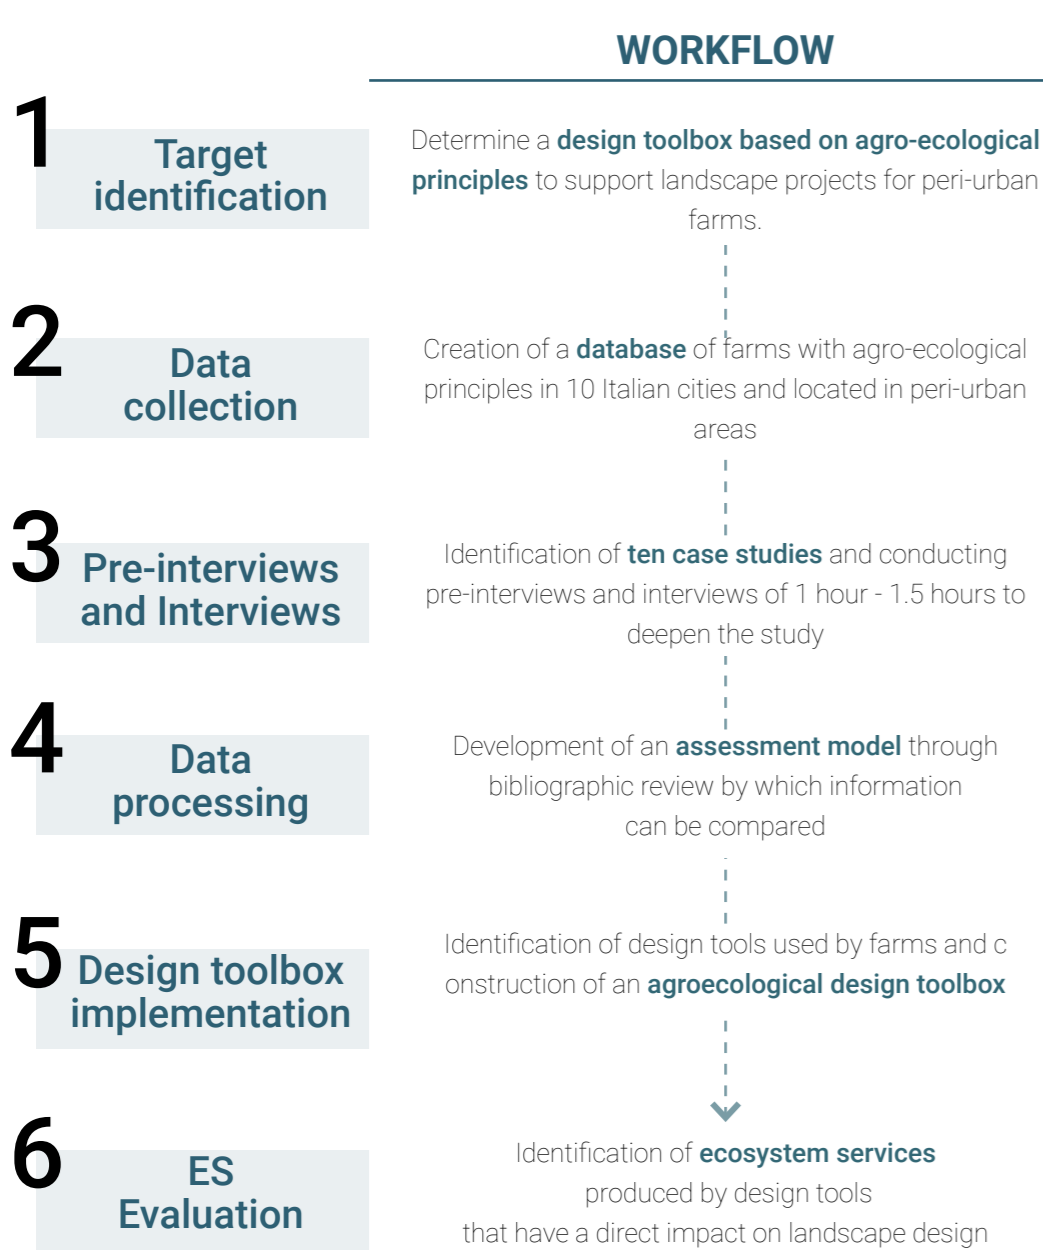 WORKFLOW
1
Target
identification
Determine a design toolbox based on agro-ecological
principles to support landscape projects for peri-urban
farms.
2
Data
collection
Creation of a database of farms with agro-ecological
principles in 10 Italian cities and located in peri-urban
areas
3
Pre-interviews
and Interviews
Identification of ten case studies and conducting
pre-interviews and interviews of 1 hour - 1.5 hours to
deepen the study
4
Data
processing
Development of an assessment model through
bibliographic review by which information
can be compared
5
Design toolbox
implementation
Identification of design tools used by farms and c
onstruction of an agroecological design toolbox
6
ES
Evaluation
Identification of ecosystem services
produced by design tools
that have a direct impact on landscape design